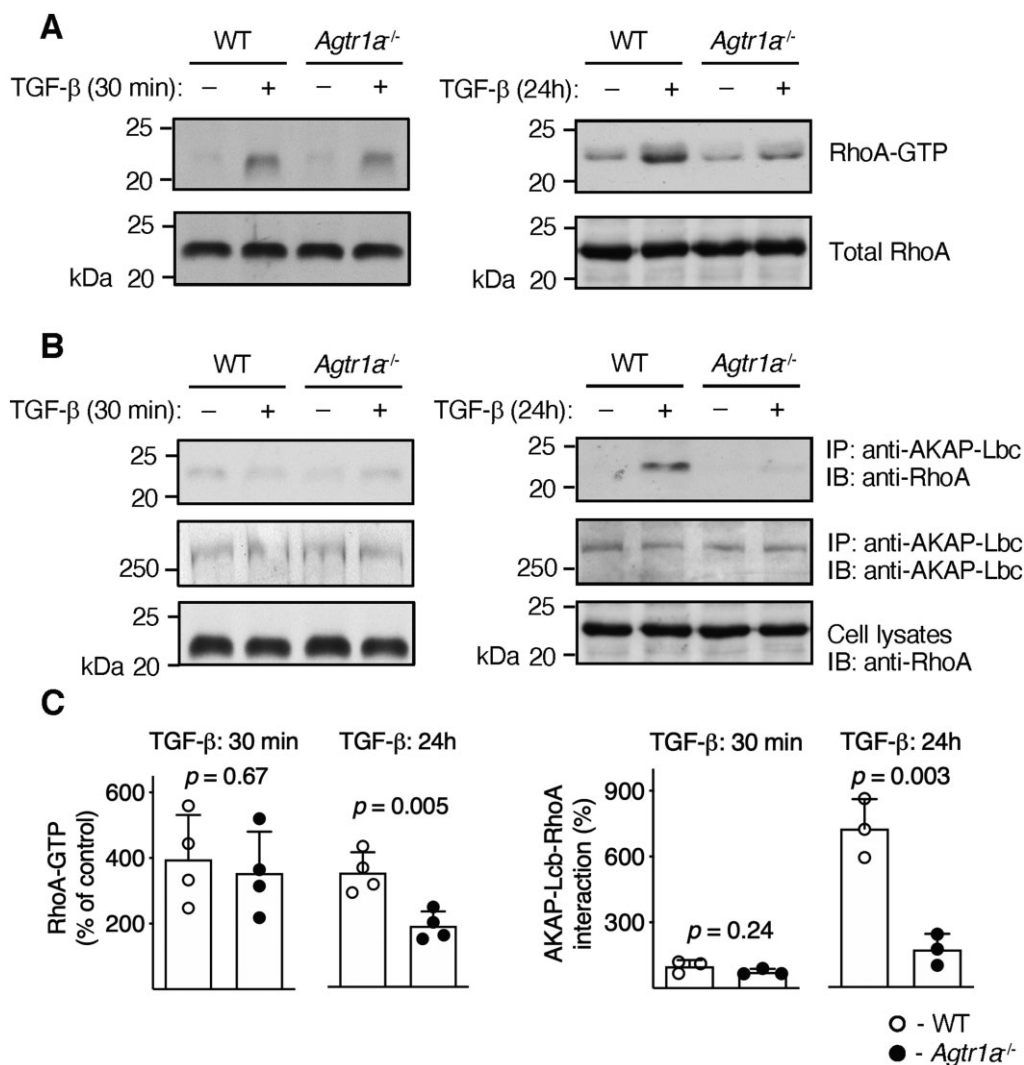 A
WT Agtr1a-/- WT Agtr1a-/-
TGF-β (30 min): – + – + TGF-β (24h): – + – +
25 25
RhoA-GTP
20 20
25 25
Total RhoA
kDa 20 kDa 20
B
WT Agtr1a-/- WT Agtr1a-/-
TGF-β (30 min): – + – + TGF-β (24h): – + – +
25 25 IP: anti-AKAP-Lbc
20 20 IB: anti-RhoA
IP: anti-AKAP-Lbc
250 250 IB: anti-AKAP-Lbc
25 25
Cell lysates
kDa 20 kDa 20 IB: anti-RhoA
C
TGF-β: 30 min TGF-β: 24h TGF-β: 30 min TGF-β: 24h
p = 0.67 p = 0.005 p = 0.24 p = 0.003
RhoA-GTP
(% of control)
600
400
200
AKAP-Lcb-RhoA
interaction (%)
900
600
300
- WT
- Agtr1a-/-